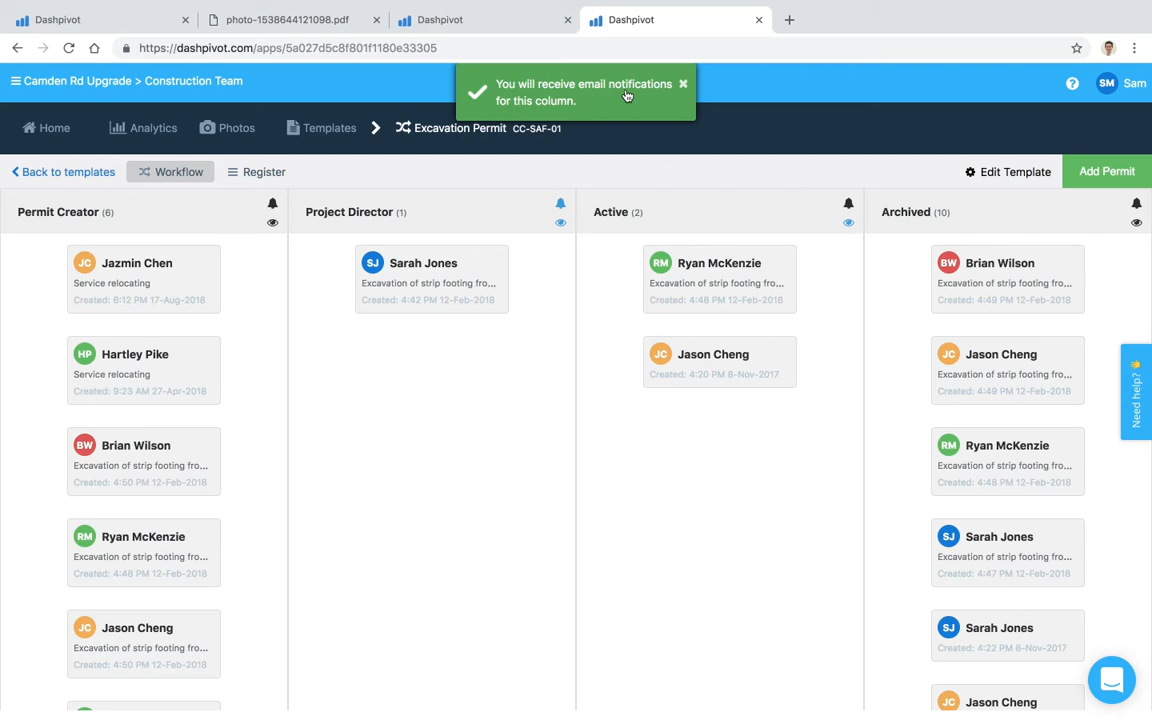 Dashpivot
photo-1538644121098.pdf
Dashpivot
Dashpivot
https://dashpivot.com/apps/5a027d5c8f801f1180e33305
Camden Rd Upgrade > Construction Team
You will receive email notifications
for this column.
SM Sam
Home
Analytics
Photos
Templates
Excavation Permit CC-SAF-01
Back to templates
Workflow
Register
Edit Template
Add Permit
Permit Creator (6)
Project Director (1)
Active (2)
Archived (10)
JC Jazmin Chen
Service relocating
Created: 6:12 PM 17-Aug-2018
HP Hartley Pike
Service relocating
Created: 9:23 AM 27-Apr-2018
BW Brian Wilson
Excavation of strip footing fro...
Created: 4:50 PM 12-Feb-2018
RM Ryan McKenzie
Excavation of strip footing fro...
Created: 4:48 PM 12-Feb-2018
JC Jason Cheng
Excavation of strip footing fro...
Created: 4:50 PM 12-Feb-2018
SJ Sarah Jones
Excavation of strip footing fro...
Created: 4:42 PM 12-Feb-2018
RM Ryan McKenzie
Excavation of strip footing fro...
Created: 4:48 PM 12-Feb-2018
JC Jason Cheng
Created: 4:20 PM 8-Nov-2017
BW Brian Wilson
Excavation of strip footing fro...
Created: 4:49 PM 12-Feb-2018
JC Jason Cheng
Excavation of strip footing fro...
Created: 4:49 PM 12-Feb-2018
RM Ryan McKenzie
Excavation of strip footing fro...
Created: 4:48 PM 12-Feb-2018
SJ Sarah Jones
Excavation of strip footing fro...
Created: 4:47 PM 12-Feb-2018
SJ Sarah Jones
Created: 4:22 PM 8-Nov-2017
JC Jason Cheng
Need help?